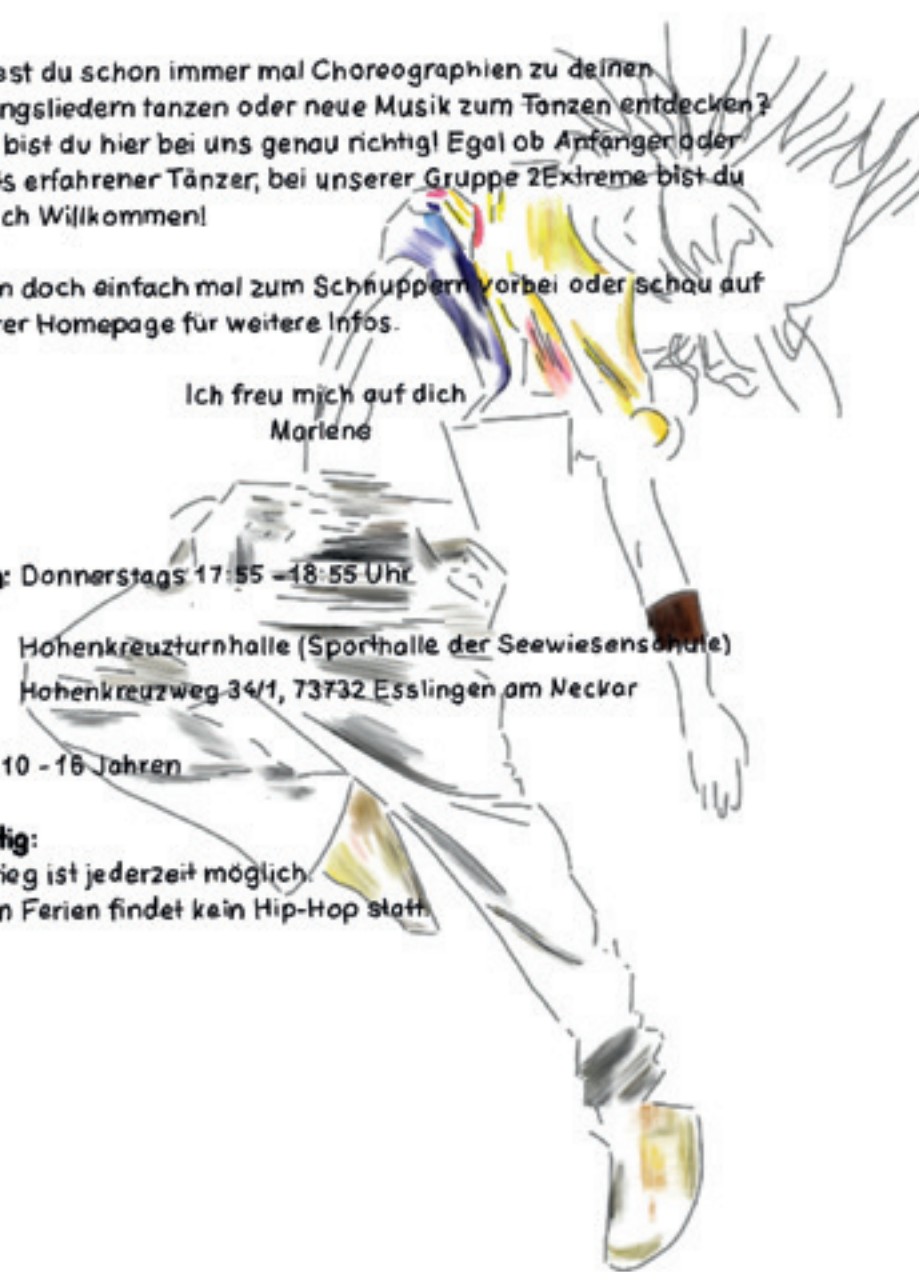 est du schon immer mal Choreographien zu deinen
ngsliedern tanzen oder neue Musik zum Tanzen entdecken?
bist du hier bei uns genau richtig! Egal ob Anfänger oder
s erfahrener Tänzer, bei unserer Gruppe 2Extreme bist du
ch Willkommen!
n doch einfach mal zum Schnuppern vorbei oder schau auf
rer Homepage für weitere Infos.
Ich freu mich auf dich
Marlene
: Donnerstags 17:55 - 18:55 Uhr
Hohenkreuzturnhalle (Sporthalle der Seewiesenschule)
Hohenkreuzweg 34/1, 73732 Esslingen am Neckar
10 - 16 Jahren
tig:
ieg ist jederzeit möglich.
n Ferien findet kein Hip-Hop statt.